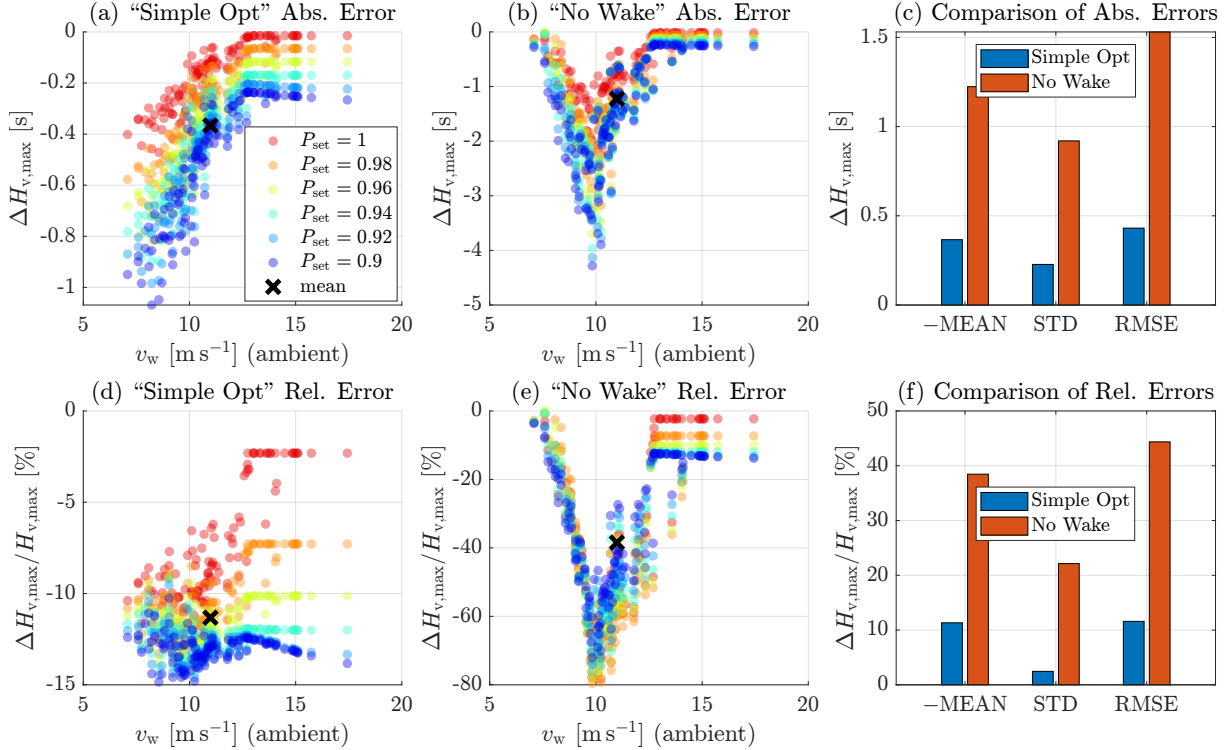 (a) “Simple Opt” Abs. Error
0
-0.2
-0.4
-0.6
-0.8
-1
ΔH_v,max [s]
P_set = 1
P_set = 0.98
P_set = 0.96
P_set = 0.94
P_set = 0.92
P_set = 0.9
mean
5
10
15
20
v_w [m s⁻¹] (ambient)
(b) “No Wake” Abs. Error
0
-1
-2
-3
-4
-5
ΔH_v,max [s]
5
10
15
20
v_w [m s⁻¹] (ambient)
(c) Comparison of Abs. Errors
1.5
1
0.5
0
ΔH_v,max [s]
Simple Opt
No Wake
−MEAN
STD
RMSE
(d) “Simple Opt” Rel. Error
0
-5
-10
-15
ΔH_v,max/H_v,max [%]
5
10
15
20
v_w [m s⁻¹] (ambient)
(e) “No Wake” Rel. Error
0
-20
-40
-60
-80
ΔH_v,max/H_v,max [%]
5
10
15
20
v_w [m s⁻¹] (ambient)
(f) Comparison of Rel. Errors
50
40
30
20
10
0
ΔH_v,max/H_v,max [%]
Simple Opt
No Wake
−MEAN
STD
RMSE